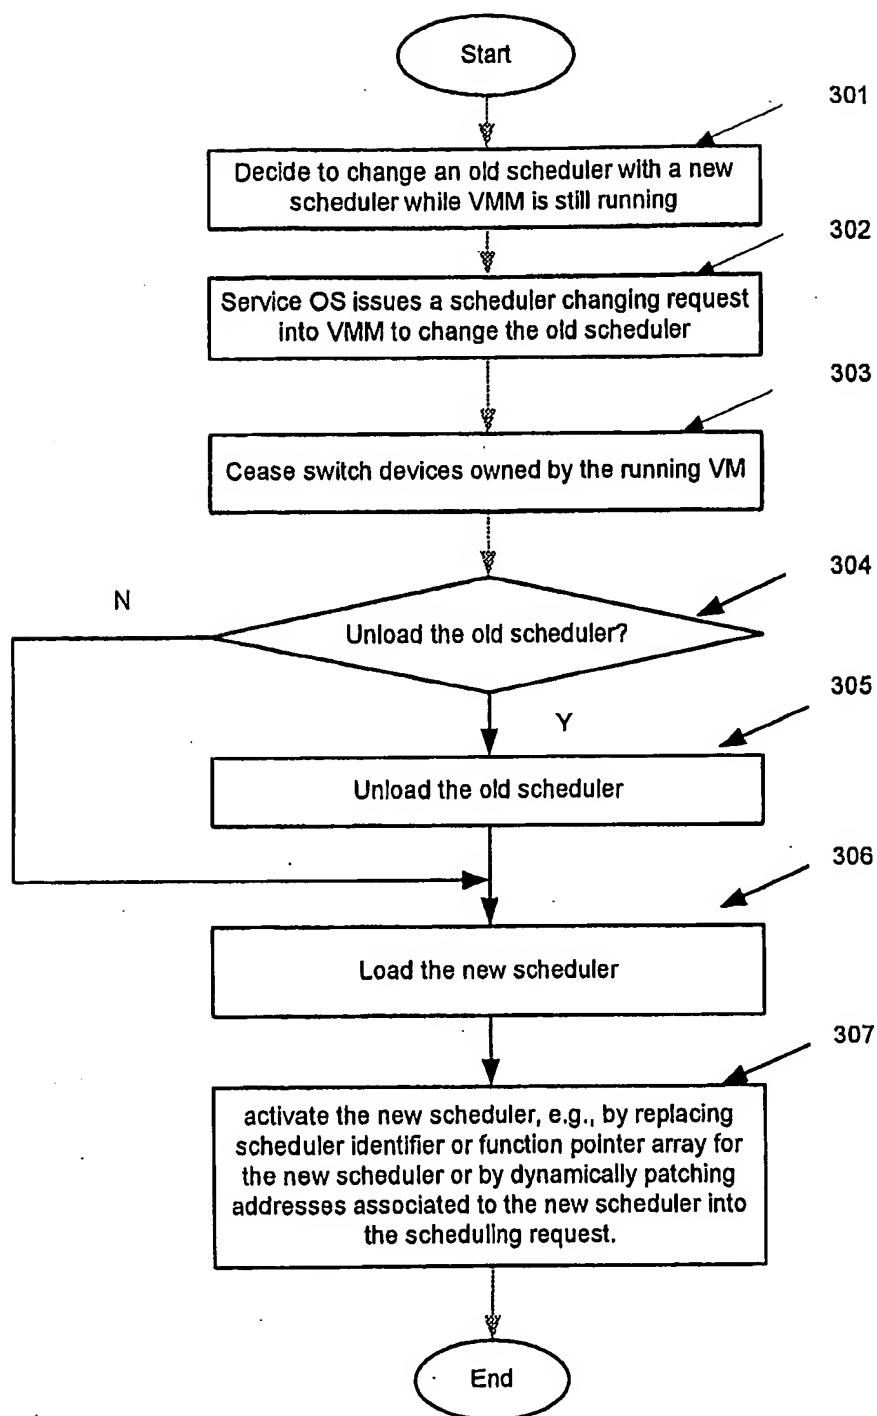 Start
301
Decide to change an old scheduler with a new
scheduler while VMM is still running
302
Service OS issues a scheduler changing request
into VMM to change the old scheduler
303
Cease switch devices owned by the running VM
304
N
Unload the old scheduler?
305
Y
Unload the old scheduler
306
Load the new scheduler
307
activate the new scheduler, e.g., by replacing
scheduler identifier or function pointer array for
the new scheduler or by dynamically patching
addresses associated to the new scheduler into
the scheduling request.
End